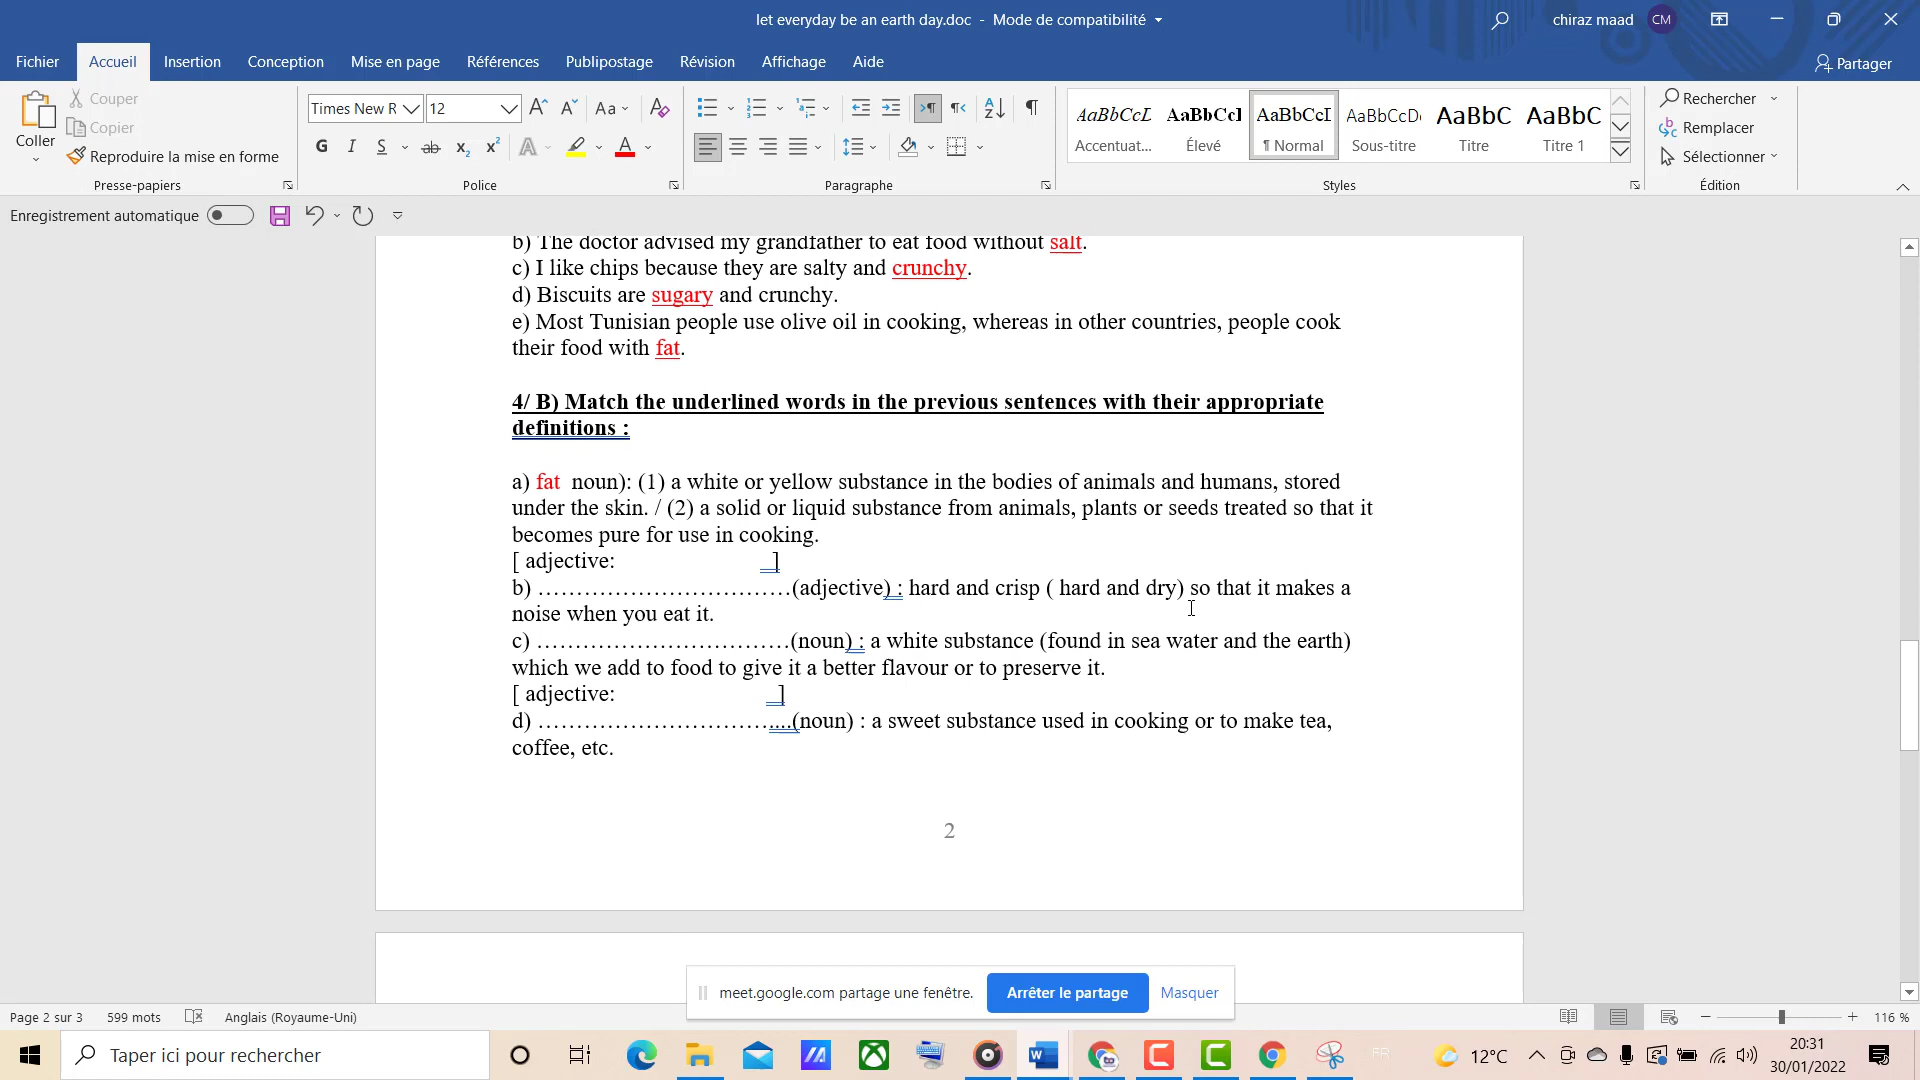 let everyday be an earth day.doc - Mode de compatibilité
chiraz maad CM
Fichier Accueil Insertion Conception Mise en page Références Publipostage Révision Affichage Aide Partager
Coller
Couper
Copier
Reproduire la mise en forme
Presse-papiers
Times New R 12
Aa
G I S ab x₂ x² A A
Police
Paragraphe
AaBbCcL AaBbCcI AaBbCcI AaBbCcDi AaBbC AaBbC
Accentuat... Élevé ¶ Normal Sous-titre Titre Titre 1
Styles
Rechercher
Remplacer
Sélectionner
Édition
Enregistrement automatique
b) The doctor advised my grandfather to eat food without salt.
c) I like chips because they are salty and crunchy.
d) Biscuits are sugary and crunchy.
e) Most Tunisian people use olive oil in cooking, whereas in other countries, people cook
their food with fat.
4/ B) Match the underlined words in the previous sentences with their appropriate
definitions :
a) fat noun): (1) a white or yellow substance in the bodies of animals and humans, stored
under the skin. / (2) a solid or liquid substance from animals, plants or seeds treated so that it
becomes pure for use in cooking.
[ adjective: ]
b) ……………………………(adjective) : hard and crisp ( hard and dry) so that it makes a
noise when you eat it.
c) ……………………………(noun) : a white substance (found in sea water and the earth)
which we add to food to give it a better flavour or to preserve it.
[ adjective: ]
d) …………………………....(noun) : a sweet substance used in cooking or to make tea,
coffee, etc.
2
meet.google.com partage une fenêtre. Arrêter le partage Masquer
Page 2 sur 3 599 mots Anglais (Royaume-Uni) 116 %
Taper ici pour rechercher
FR
12°C
20:31
30/01/2022